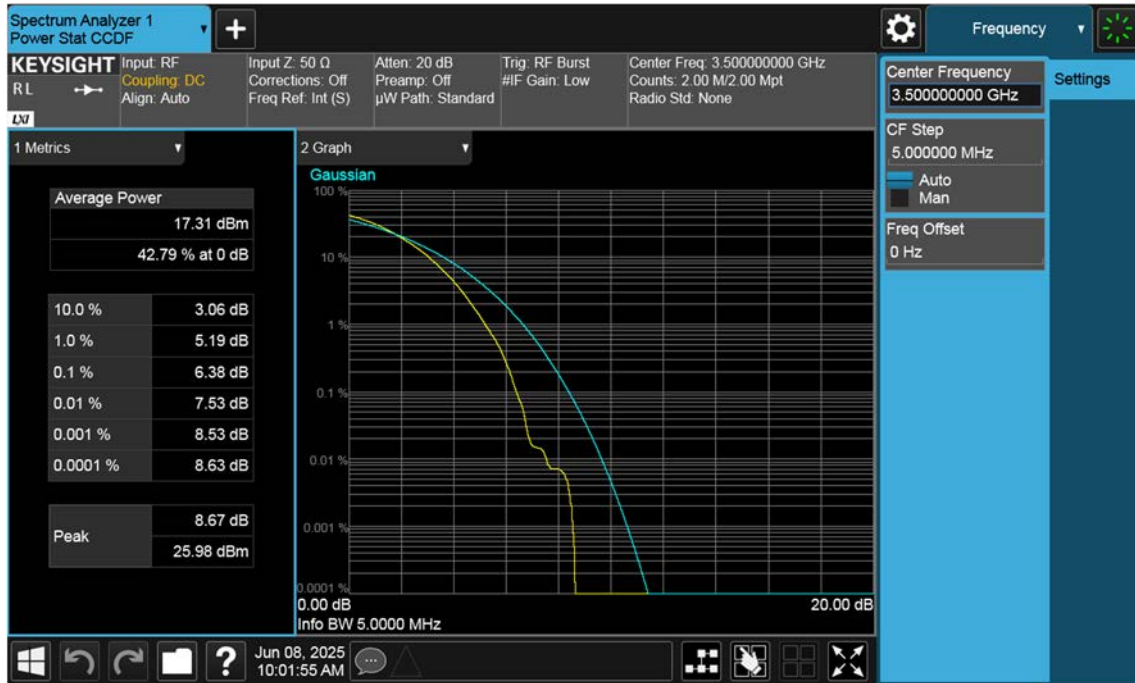 Spectrum Analyzer 1
Power Stat CCDF
+
Frequency
KEYSIGHT
RL
LXI
Input: RF
Coupling: DC
Align: Auto
Input Z: 50 Ω
Corrections: Off
Freq Ref: Int (S)
Atten: 20 dB
Preamp: Off
µW Path: Standard
Trig: RF Burst
#IF Gain: Low
Center Freq: 3.500000000 GHz
Counts: 2.00 M/2.00 Mpt
Radio Std: None
Center Frequency
3.500000000 GHz
Settings
CF Step
5.000000 MHz
Auto
Man
Freq Offset
0 Hz
1 Metrics
Average Power
17.31 dBm
42.79 % at 0 dB
10.0 % 3.06 dB
1.0 % 5.19 dB
0.1 % 6.38 dB
0.01 % 7.53 dB
0.001 % 8.53 dB
0.0001 % 8.63 dB
Peak
8.67 dB
25.98 dBm
2 Graph
Gaussian
100 %
10 %
1 %
0.1 %
0.01 %
0.001 %
0.0001 %
0.00 dB 20.00 dB
Info BW 5.0000 MHz
?
Jun 08, 2025
10:01:55 AM